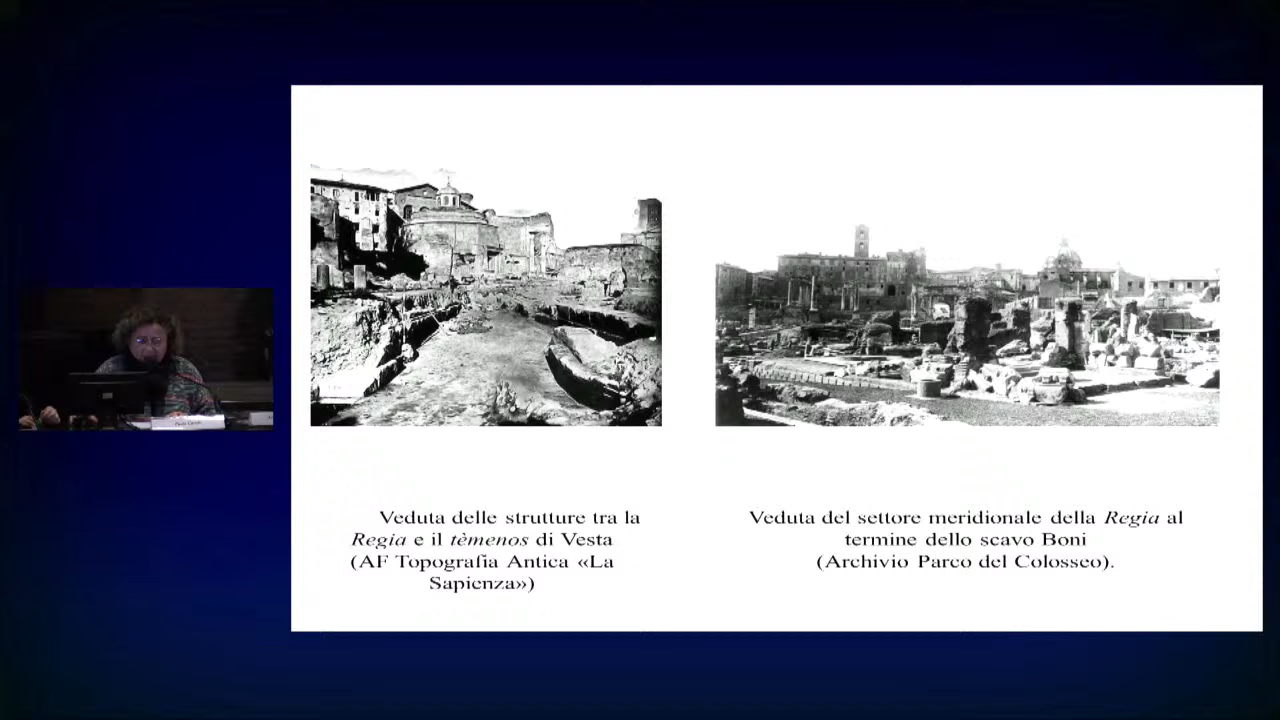 Veduta delle strutture tra la
Regia e il tèmenos di Vesta
(AF Topografia Antica «La
Sapienza»)
Veduta del settore meridionale della Regia al
termine dello scavo Boni
(Archivio Parco del Colosseo).